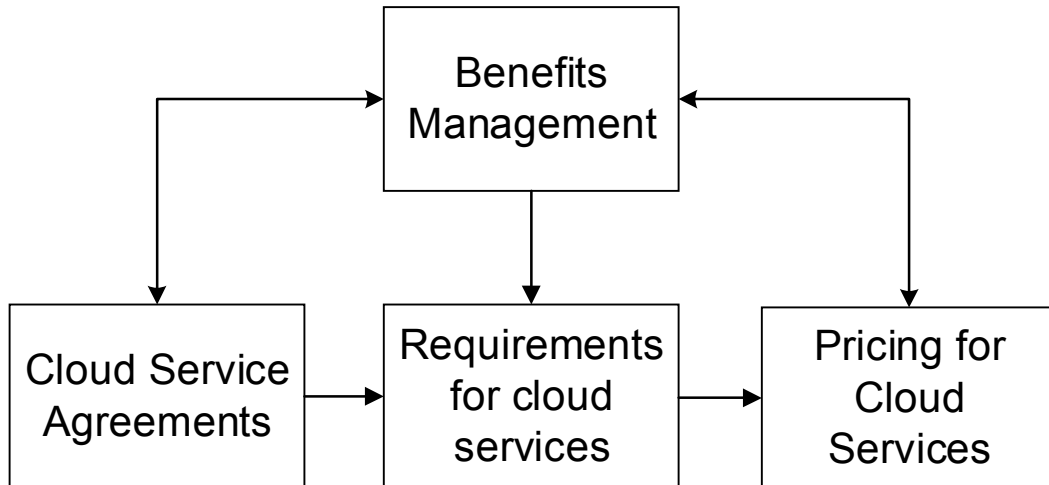 Benefits
Management
Cloud Service
Agreements
Requirements
for cloud
services
Pricing for
Cloud
Services